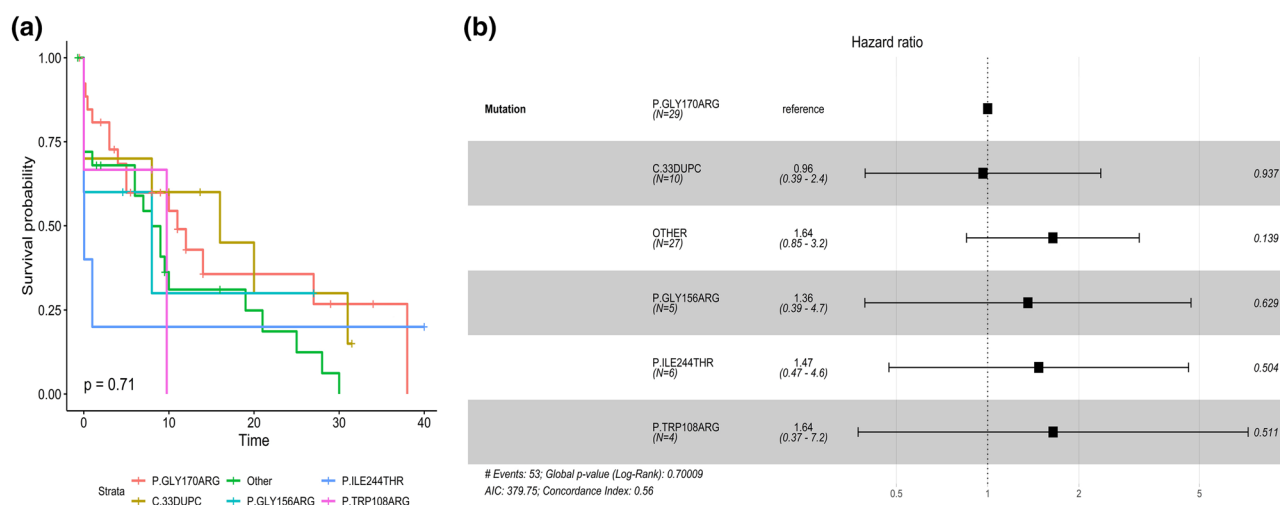 (a)
Survival probability
1.00
0.75
0.50
0.25
0.00
p = 0.71
0 10 20 30 40
Time
Strata
P.GLY170ARG Other P.ILE244THR
C.33DUPC P.GLY156ARG P.TRP108ARG
(b)
Hazard ratio
Mutation P.GLY170ARG reference
(N=29)
C.33DUPC 0.96 0.937
(N=10) (0.39 - 2.4)
OTHER 1.64 0.139
(N=27) (0.85 - 3.2)
P.GLY156ARG 1.36 0.629
(N=5) (0.39 - 4.7)
P.ILE244THR 1.47 0.504
(N=6) (0.47 - 4.6)
P.TRP108ARG 1.64 0.511
(N=4) (0.37 - 7.2)
# Events: 53; Global p-value (Log-Rank): 0.70009
AIC: 379.75; Concordance Index: 0.56
0.5 1 2 5